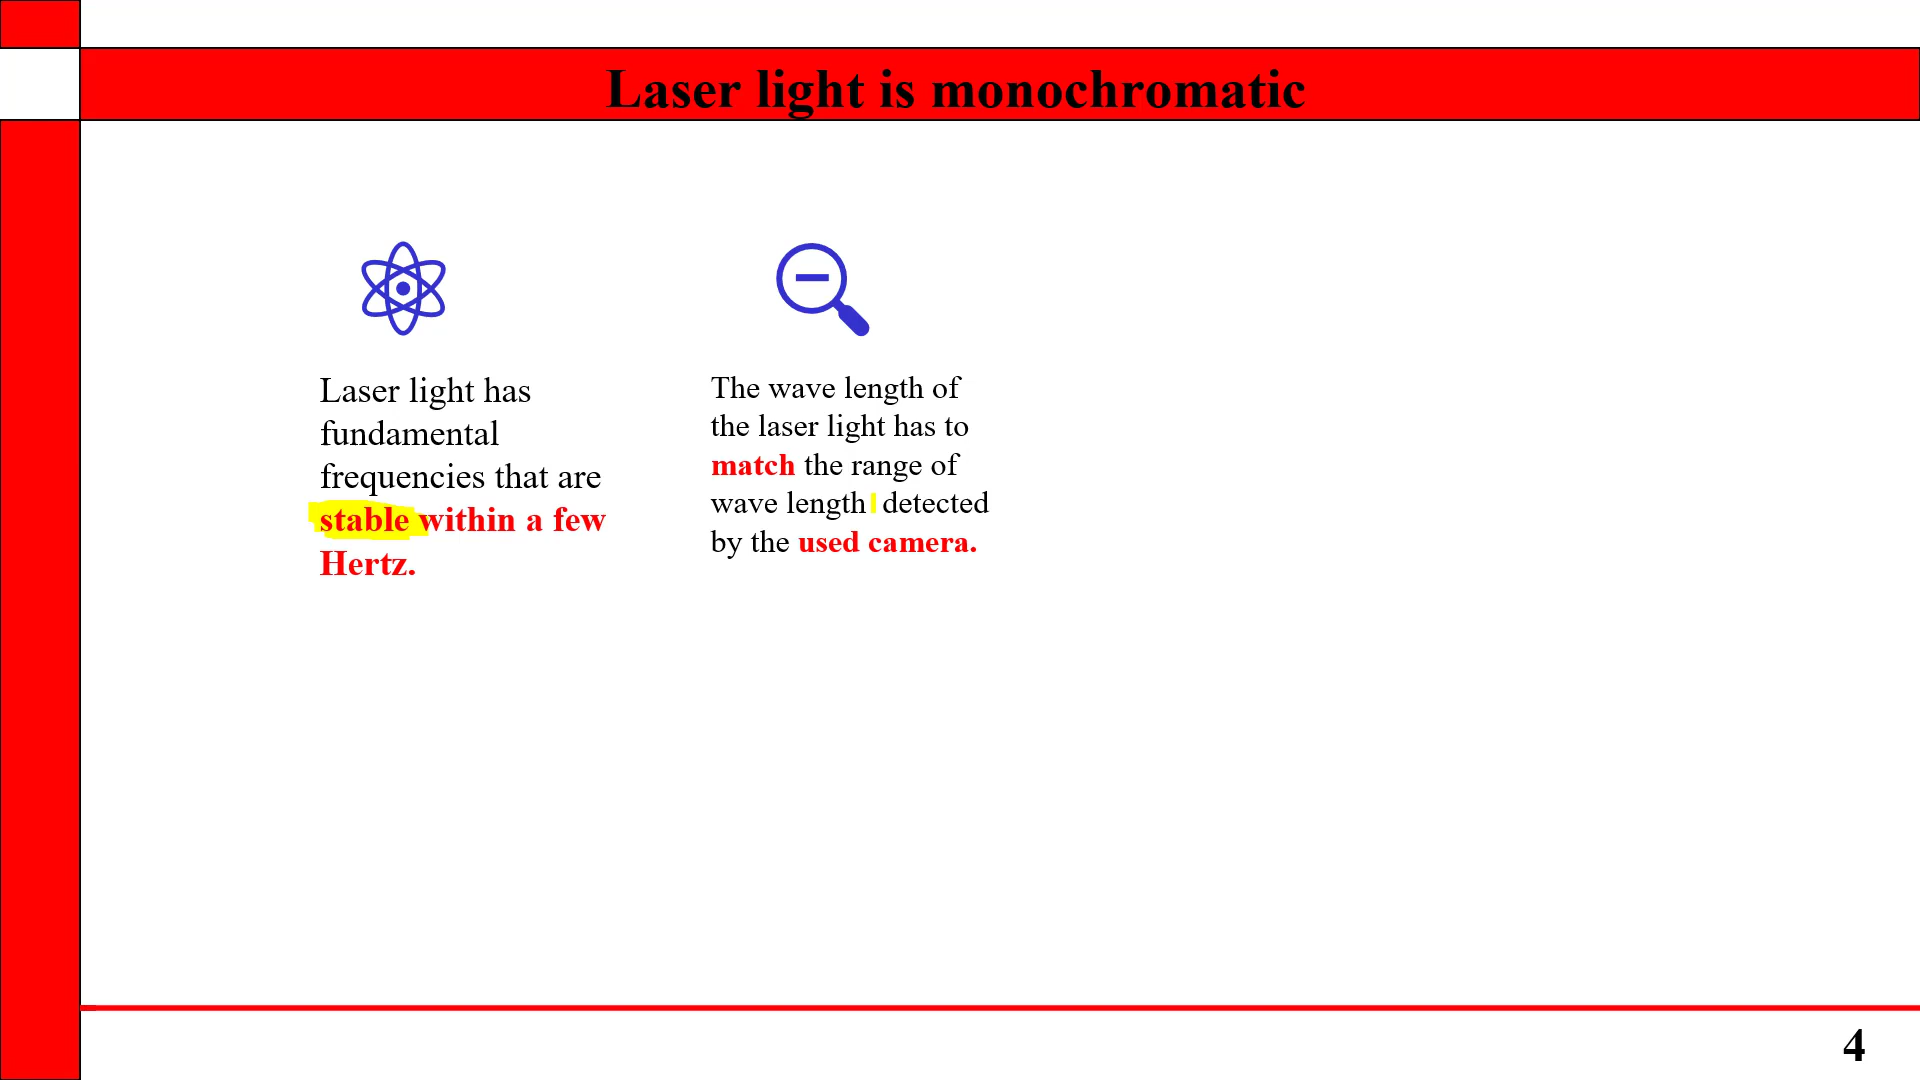 Laser light is monochromatic
Laser light has
fundamental
frequencies that are
stable within a few
Hertz.
The wave length of
the laser light has to
match the range of
wave length detected
by the used camera.
4